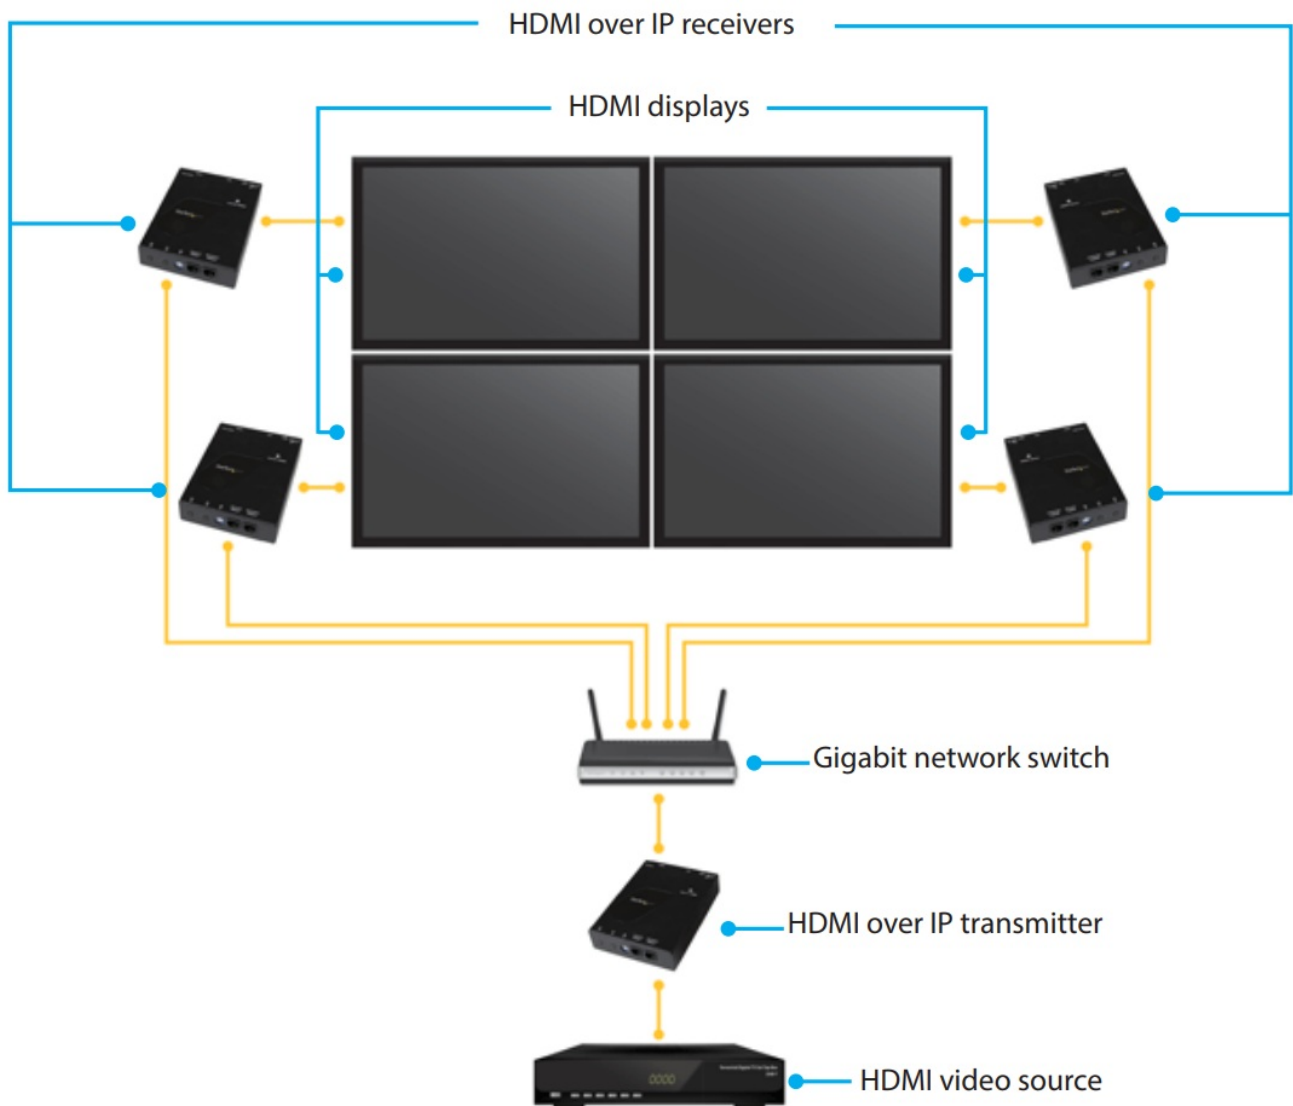 HDMI over IP receivers
HDMI displays
Gigabit network switch
HDMI over IP transmitter
HDMI video source